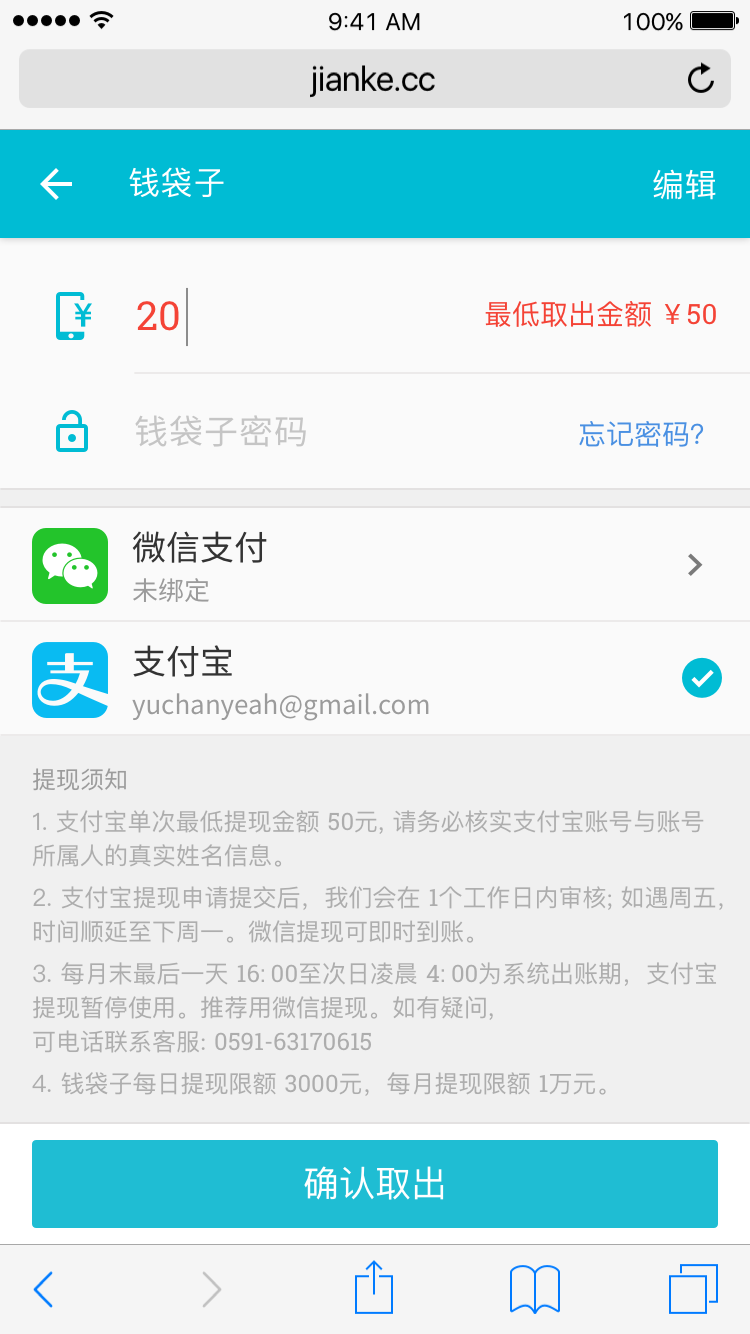 9:41 AM
100%
jianke.cc
钱袋子
编辑
20
最低取出金额 ￥50
钱袋子密码
忘记密码?
微信支付
未绑定
支付宝
yuchanyeah@gmail.com
提现须知
1. 支付宝单次最低提现金额 50元, 请务必核实支付宝账号与账号
所属人的真实姓名信息。
2. 支付宝提现申请提交后，我们会在 1个工作日内审核; 如遇周五,
时间顺延至下周一。微信提现可即时到账。
3. 每月末最后一天 16: 00至次日凌晨 4: 00为系统出账期，支付宝
提现暂停使用。推荐用微信提现。如有疑问,
可电话联系客服: 0591-63170615
4. 钱袋子每日提现限额 3000元，每月提现限额 1万元。
确认取出